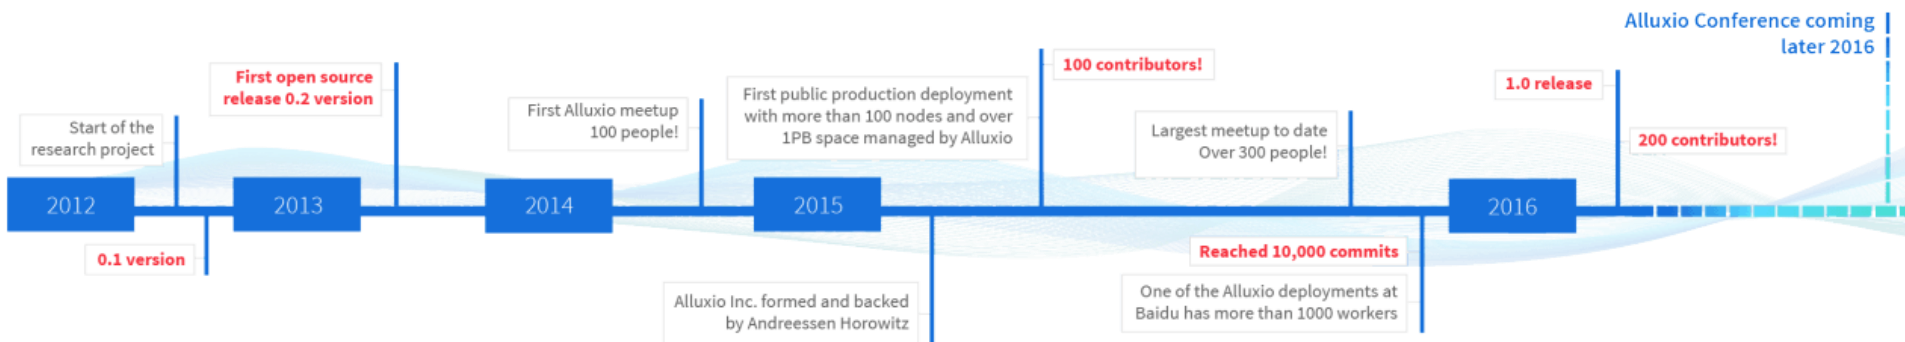 Alluxio Conference coming
later 2016
First open source
release 0.2 version
100 contributors!
1.0 release
First public production deployment
with more than 100 nodes and over
1PB space managed by Alluxio
First Alluxio meetup
100 people!
Start of the
research project
Largest meetup to date
Over 300 people!
200 contributors!
2012
2013
2014
2015
2016
0.1 version
Reached 10,000 commits
Alluxio Inc. formed and backed
by Andreessen Horowitz
One of the Alluxio deployments at
Baidu has more than 1000 workers